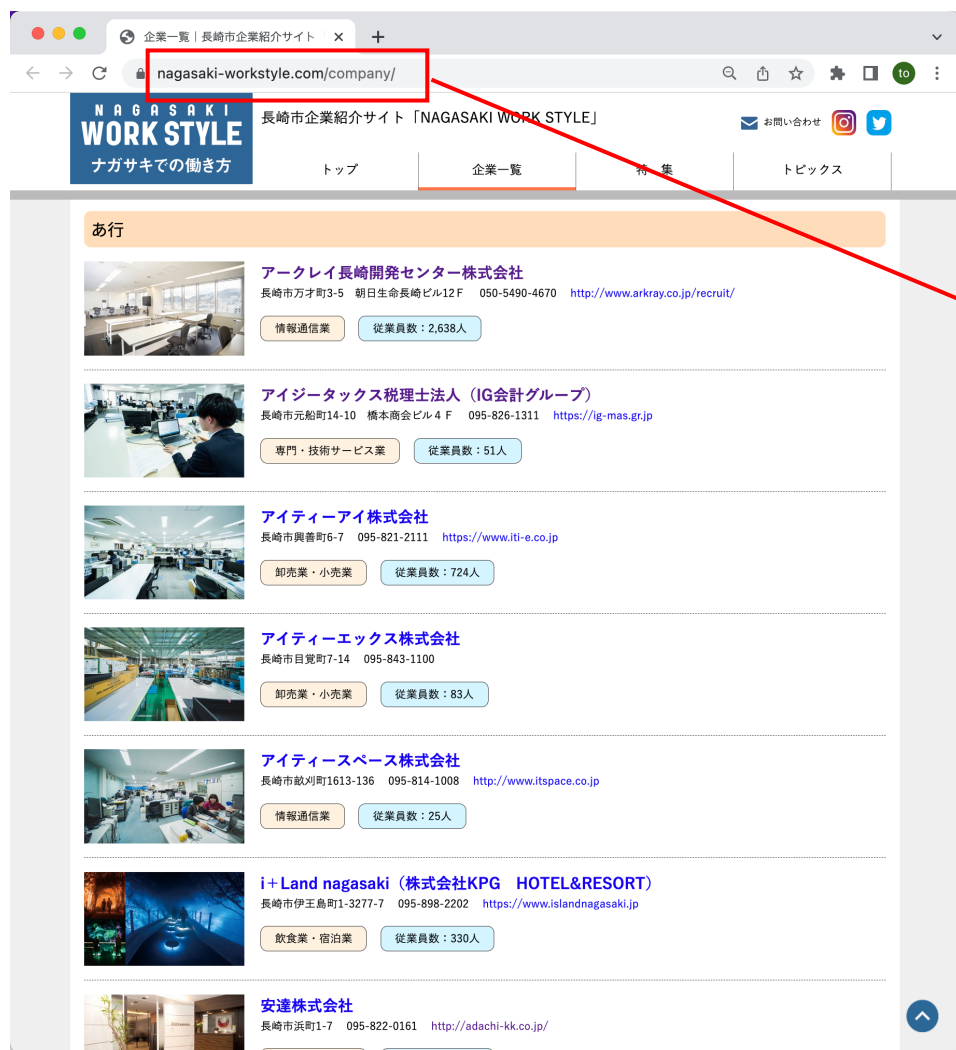 企業一覧｜長崎市企業紹介サイト
nagasaki-workstyle.com/company/
to
NAGASAKI
WORK STYLE
ナガサキでの働き方
長崎市企業紹介サイト「NAGASAKI WORK STYLE」
お問い合わせ
トップ 企業一覧 特 集 トピックス
あ行
アークレイ長崎開発センター株式会社
長崎市万才町3-5 朝日生命長崎ビル12F 050-5490-4670 http://www.arkray.co.jp/recruit/
情報通信業 従業員数：2,638人
アイジータックス税理士法人（IG会計グループ）
長崎市元船町14-10 橋本商会ビル４Ｆ 095-826-1311 https://ig-mas.gr.jp
専門・技術サービス業 従業員数：51人
アイティーアイ株式会社
長崎市興善町6-7 095-821-2111 https://www.iti-e.co.jp
卸売業・小売業 従業員数：724人
アイティーエックス株式会社
長崎市目覚町7-14 095-843-1100
卸売業・小売業 従業員数：83人
アイティースペース株式会社
長崎市畝刈町1613-136 095-814-1008 http://www.itspace.co.jp
情報通信業 従業員数：25人
i＋Land nagasaki（株式会社KPG HOTEL&RESORT）
長崎市伊王島町1-3277-7 095-898-2202 https://www.islandnagasaki.jp
飲食業・宿泊業 従業員数：330人
安達株式会社
長崎市浜町1-7 095-822-0161 http://adachi-kk.co.jp/